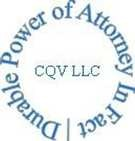 Durable Power of Attorney In Fact |
CQV LLC